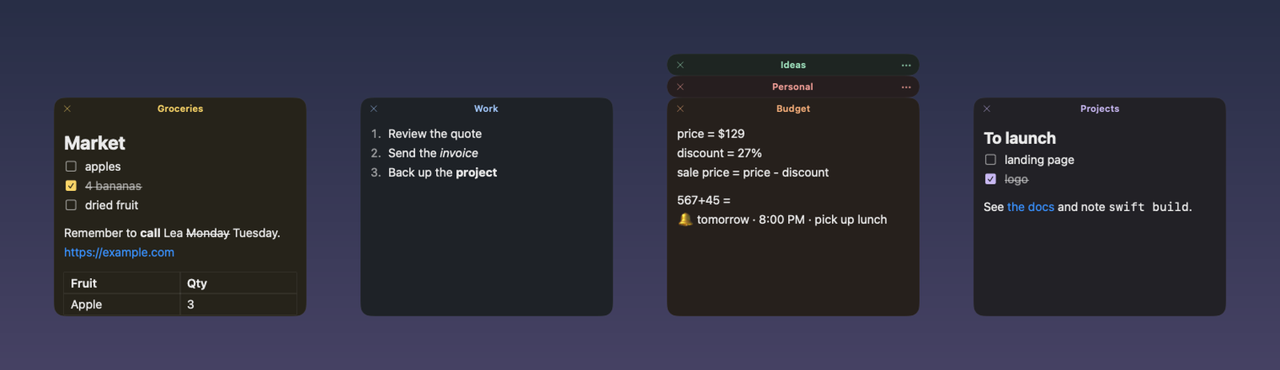 Groceries
Market
apples
4 bananas
dried fruit
Remember to call Lea Monday Tuesday.
https://example.com
Fruit Qty
Apple 3
Work
1. Review the quote
2. Send the invoice
3. Back up the project
Ideas
Personal
Budget
price = $129
discount = 27%
sale price = price - discount
567+45 =
tomorrow · 8:00 PM · pick up lunch
Projects
To launch
landing page
logo
See the docs and note swift build.